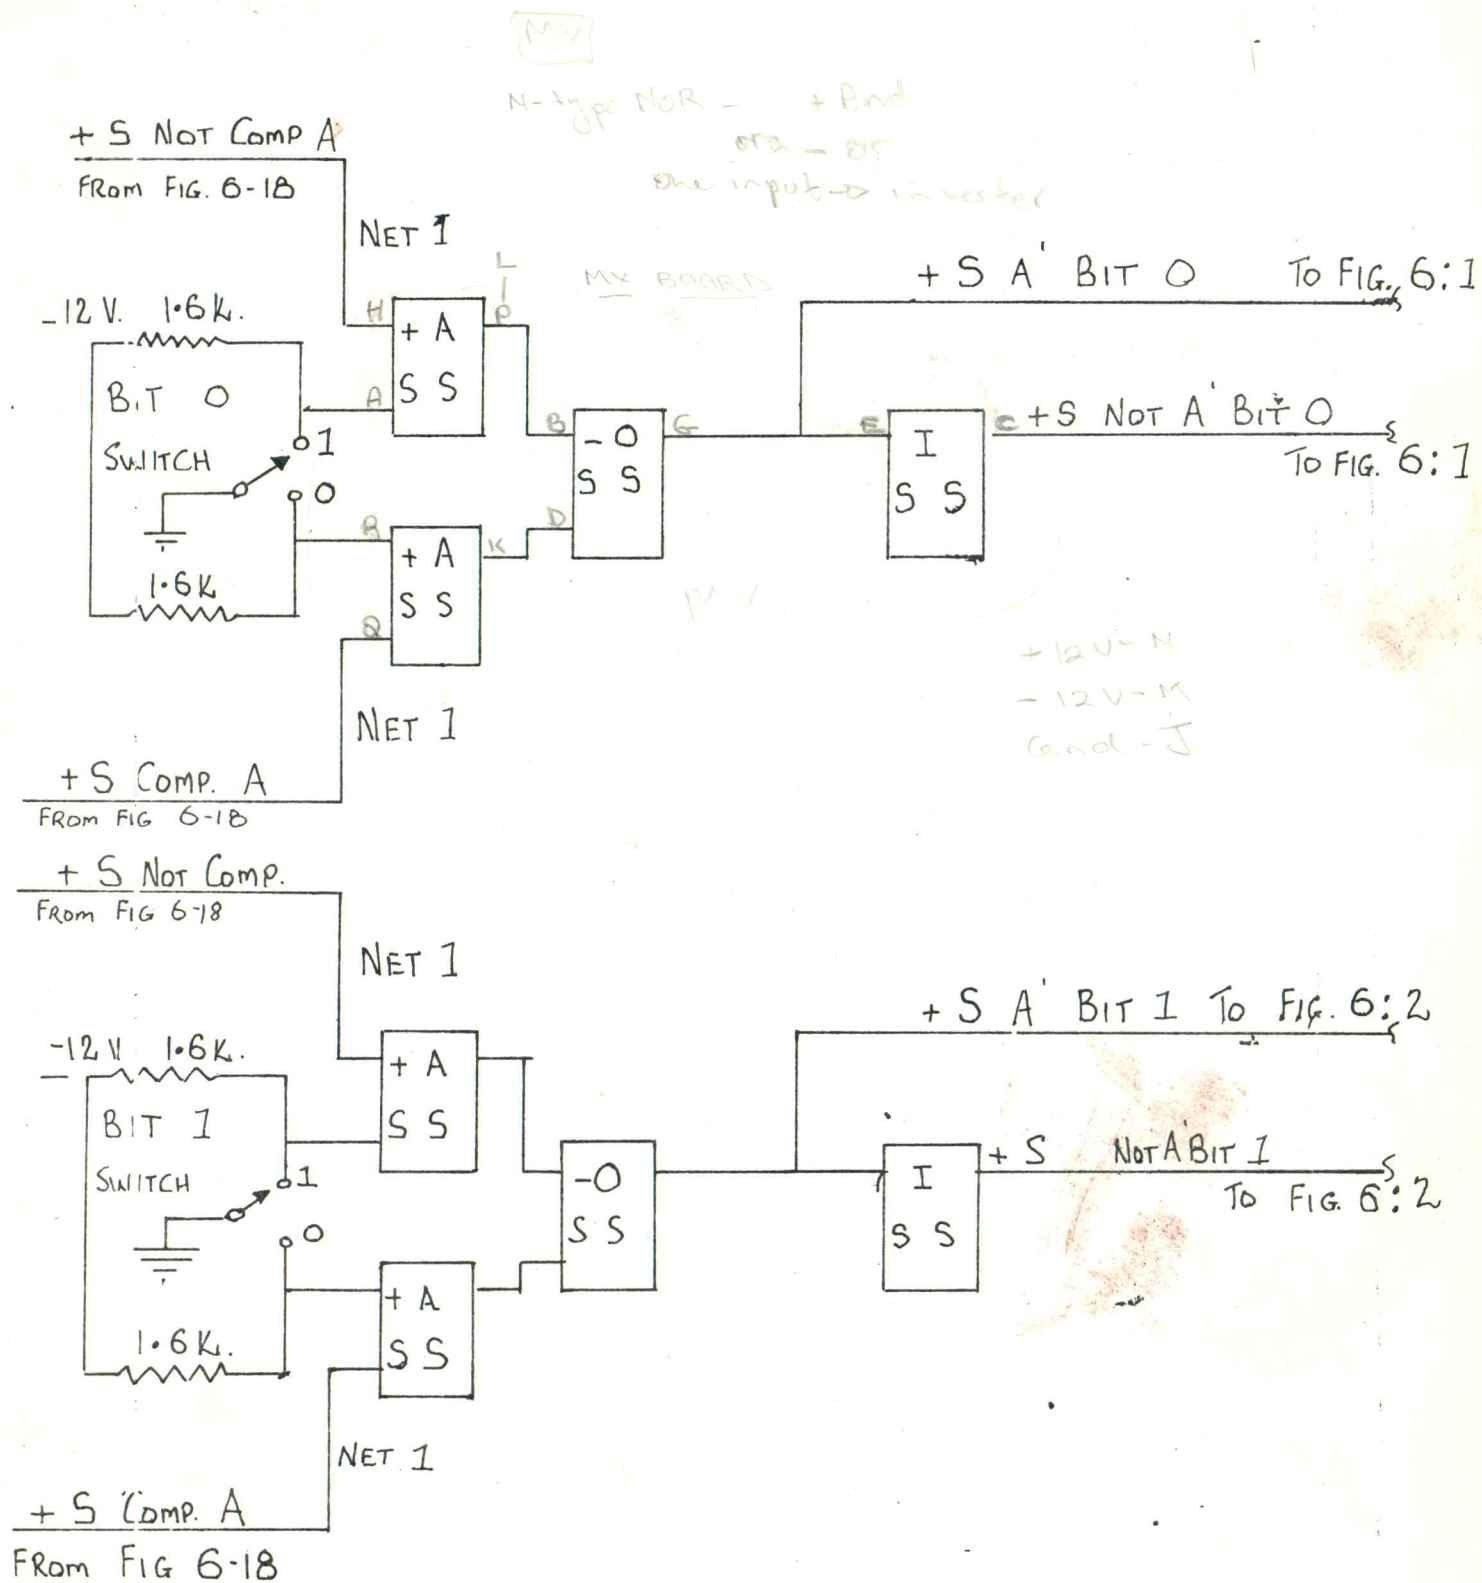 MV
N-type NOR - + And
ora - or
one input → inverter
+ S NOT COMP A
FROM FIG. 6-18
NET 1
L
P
MX BOARD
+ S A' BIT 0 TO FIG. 6:1
-12 V. 1.6K.
H
+ A
S S
A
BIT 0
SWITCH
1
0
B
- O
S S
G
E
I
S S
C
+S NOT A' BIT 0
TO FIG. 6:1
1.6K
+ A
S S
K
D
Q
+12V- N
-12V- M
Gnd - J
NET 1
+ S COMP. A
FROM FIG 6-18
+ S NOT COMP.
FROM FIG 6-18
NET 1
+ S A' BIT 1 TO FIG. 6:2
-12 V 1.6K.
+ A
S S
BIT 1
SWITCH
1
0
-O
S S
I
S S
+ S NOT A' BIT 1
TO FIG. 6:2
1.6K.
+ A
S S
NET 1
+ S COMP. A
FROM FIG 6-18